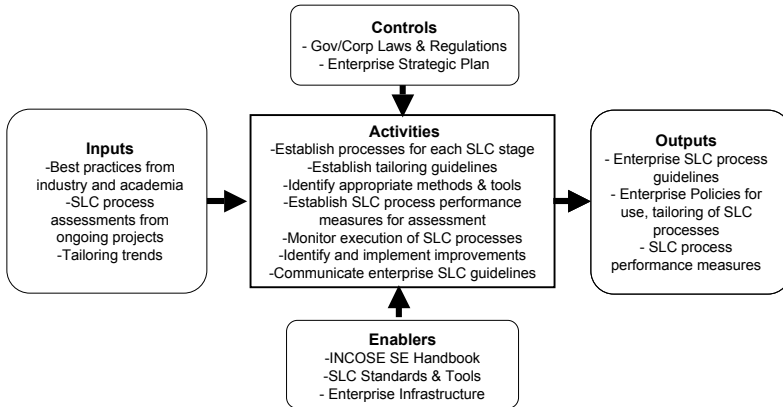 Controls
- Gov/Corp Laws & Regulations
- Enterprise Strategic Plan
Inputs
-Best practices from
industry and academia
-SLC process
assessments from
ongoing projects
-Tailoring trends
Activities
-Establish processes for each SLC stage
-Establish tailoring guidelines
-Identify appropriate methods & tools
-Establish SLC process performance
measures for assessment
-Monitor execution of SLC processes
-Identify and implement improvements
-Communicate enterprise SLC guidelines
Outputs
- Enterprise SLC process
guidelines
- Enterprise Policies for
use, tailoring of SLC
processes
- SLC process
performance measures
Enablers
-INCOSE SE Handbook
-SLC Standards & Tools
- Enterprise Infrastructure